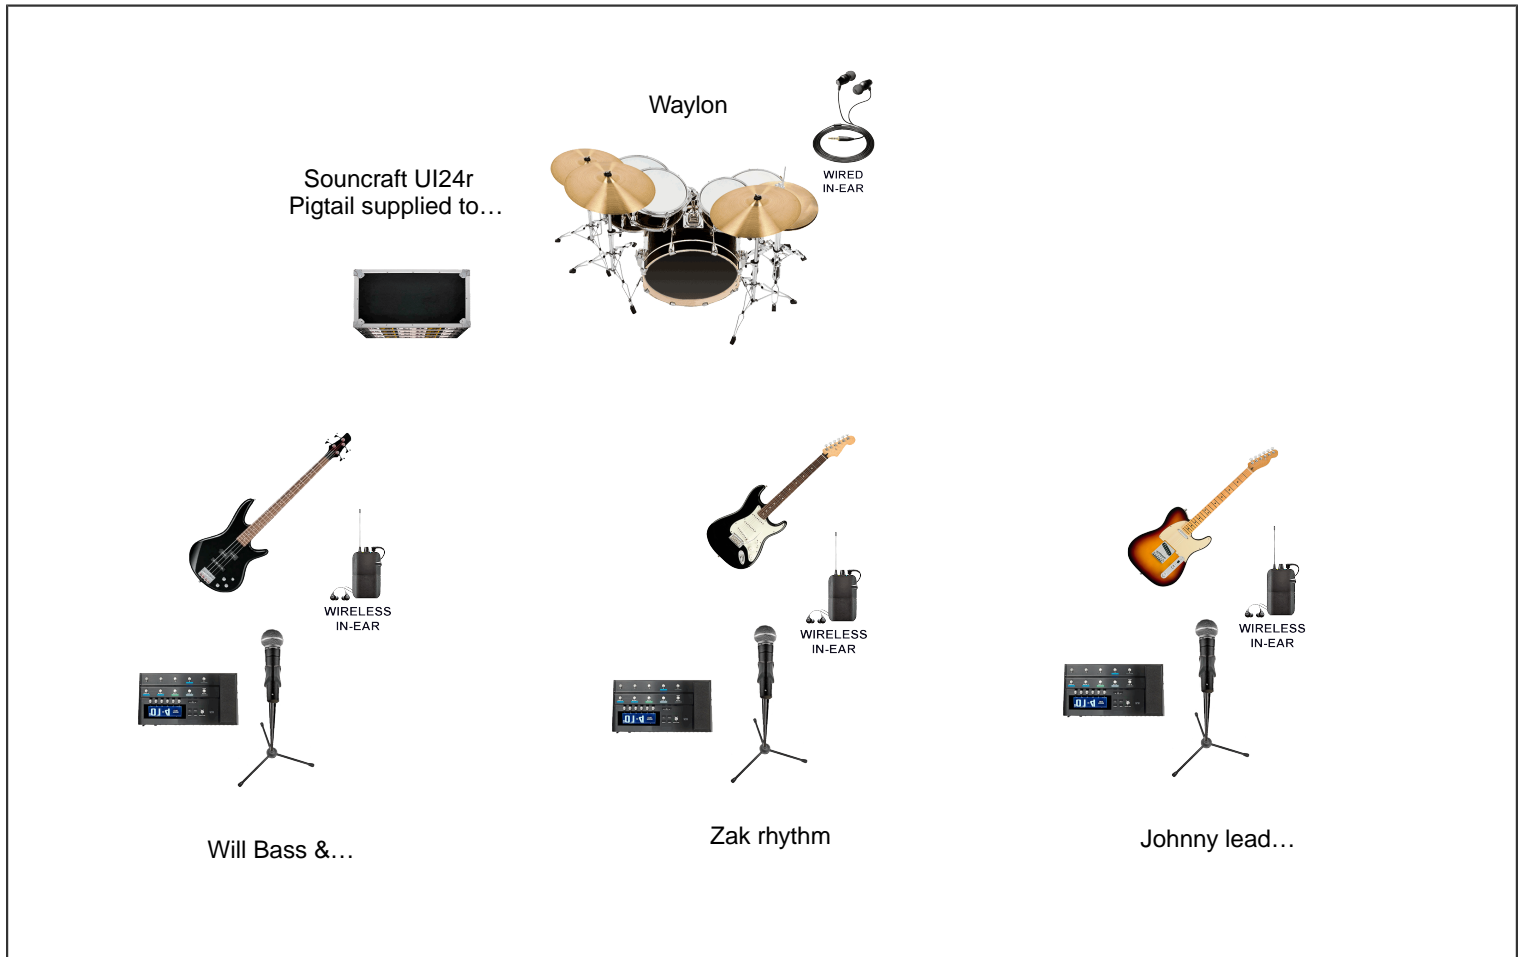 Waylon
WIRED
IN-EAR
Souncraft UI24r
Pigtail supplied to…
WIRELESS
IN-EAR
WIRELESS
IN-EAR
WIRELESS
IN-EAR
Will Bass &…
Zak rhythm
Johnny lead…